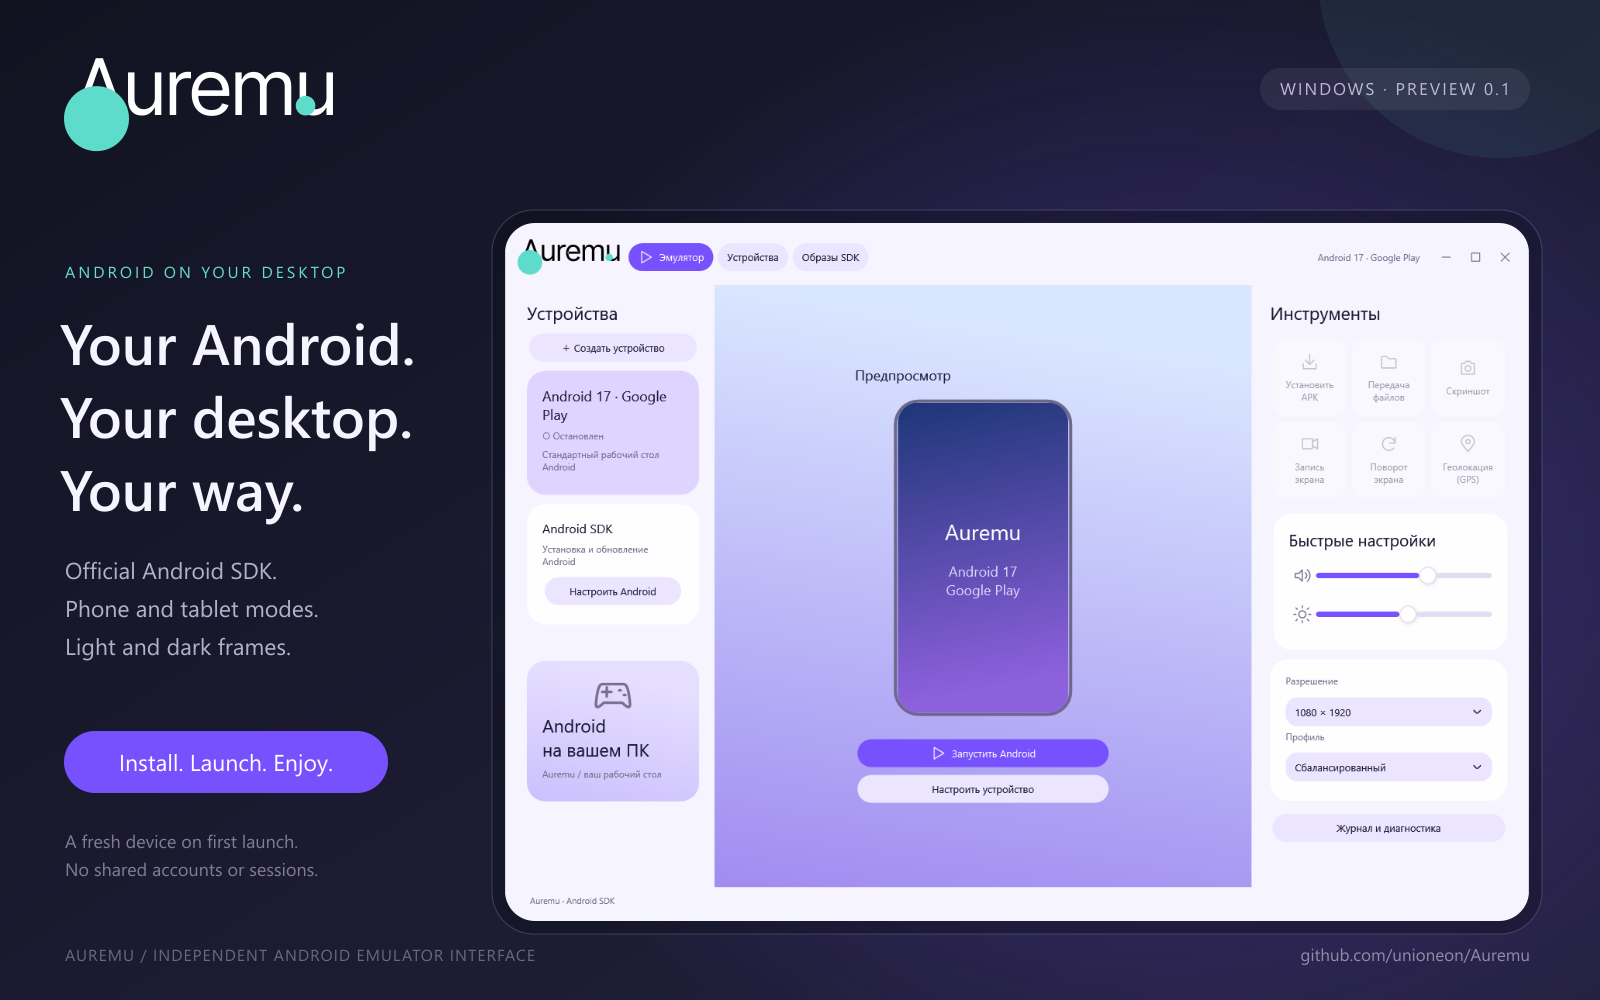 Auremu
WINDOWS · PREVIEW 0.1
ANDROID ON YOUR DESKTOP
Your Android.
Your desktop.
Your way.
Official Android SDK.
Phone and tablet modes.
Light and dark frames.
Install. Launch. Enjoy.
A fresh device on first launch.
No shared accounts or sessions.
Auremu
Эмулятор
Устройства
Образы SDK
Android 17 · Google Play
Устройства
+ Создать устройство
Android 17 · Google
Play
Остановлен
Стандартный рабочий стол
Android
Android SDK
Установка и обновление
Android
Настроить Android
Android
на вашем ПК
Auremu / ваш рабочий стол
Предпросмотр
Auremu
Android 17
Google Play
Запустить Android
Настроить устройство
Инструменты
Установить
APK
Передача
файлов
Скриншот
Запись
экрана
Поворот
экрана
Геолокация
(GPS)
Быстрые настройки
Разрешение
1080 × 1920
Профиль
Сбалансированный
Журнал и диагностика
Auremu · Android SDK
AUREMU / INDEPENDENT ANDROID EMULATOR INTERFACE
github.com/unioneon/Auremu